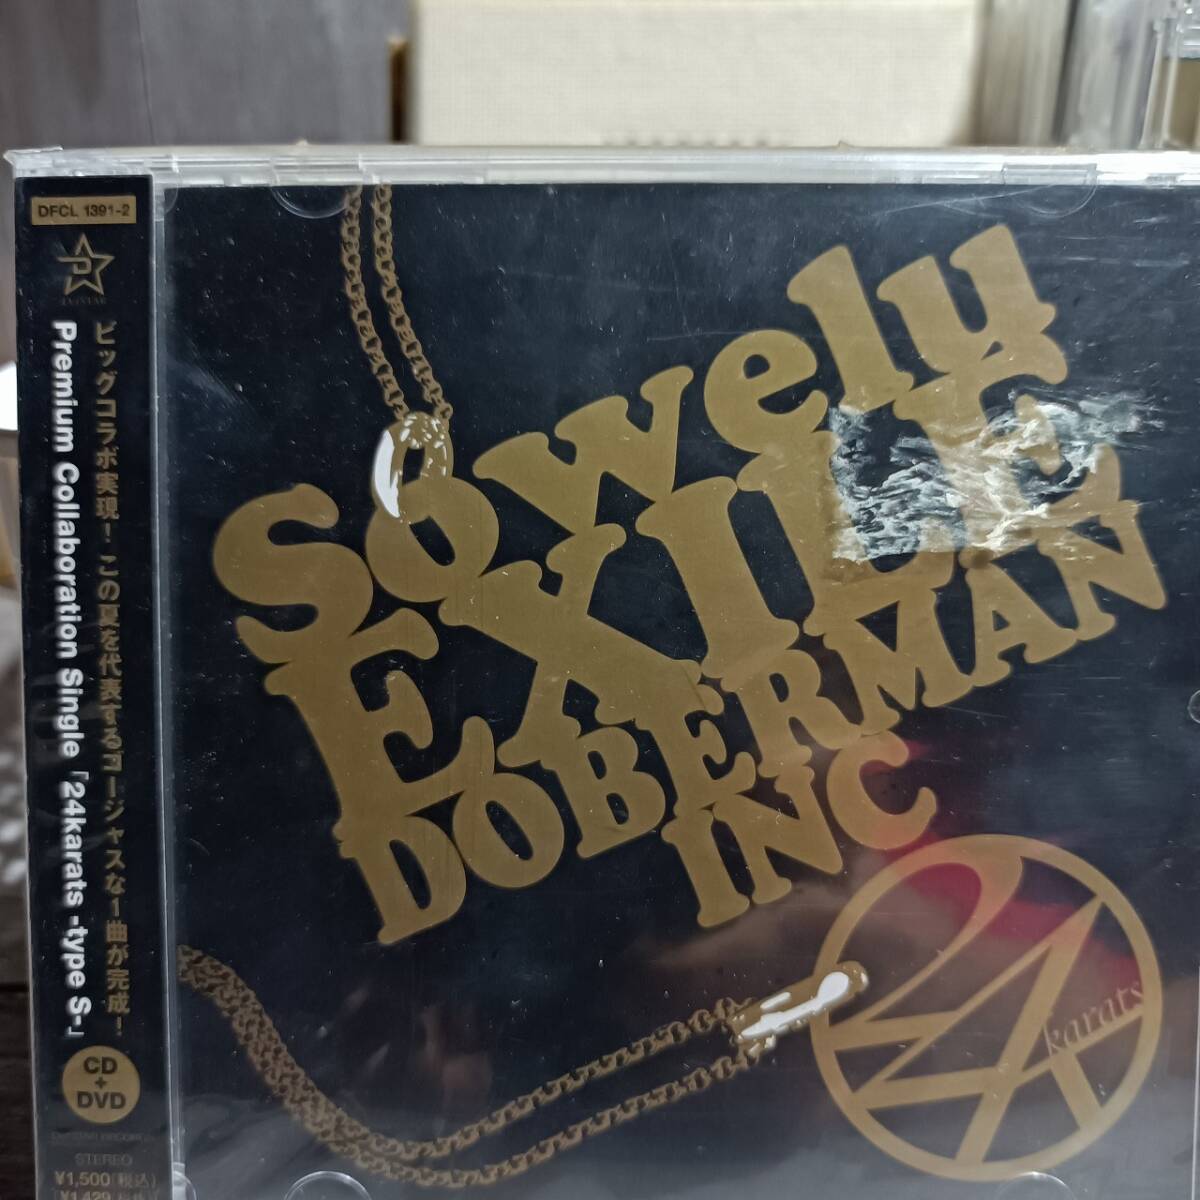 DFCL 1391-2
ビッグコラボ実現!この夏を代表するゴージャスな1曲が完成!
Premium Collaboration Single「24karats -type S-」
CD
+
DVD
STEREO
¥1,500(税込)
Sowelu
EXILE
DOBERMAN
INC
24
karats